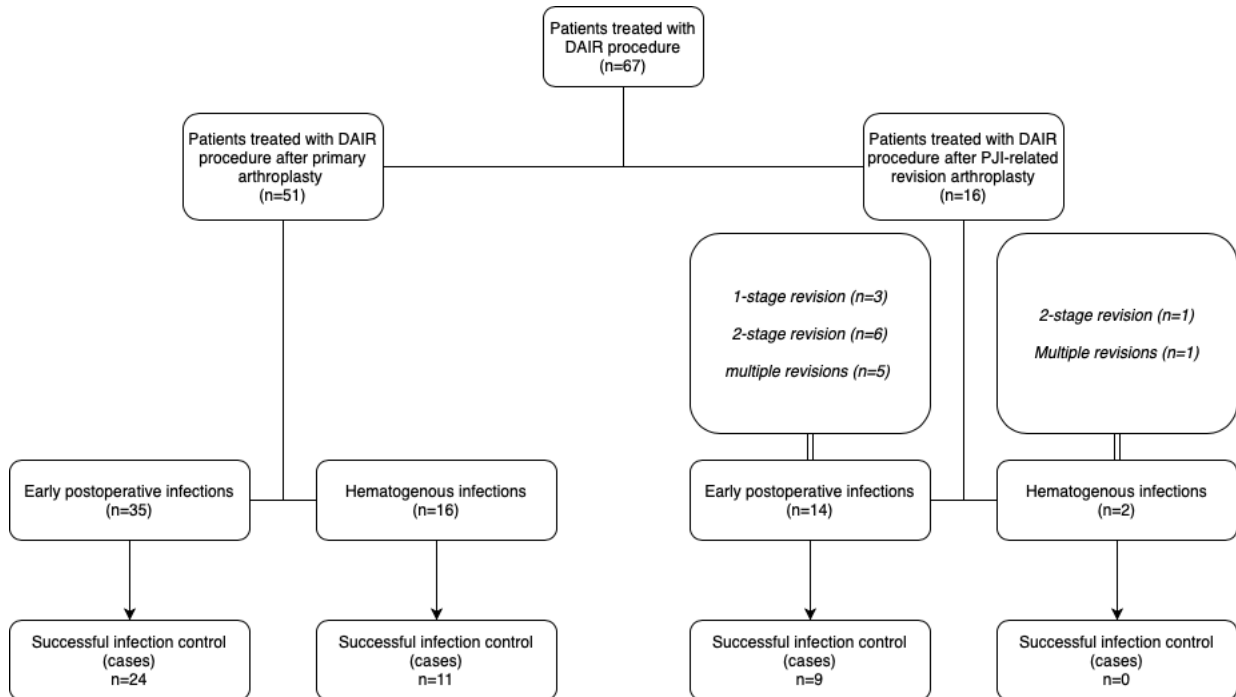 Patients treated with
DAIR procedure
(n=67)
Patients treated with DAIR
procedure after primary
arthroplasty
(n=51)
Patients treated with DAIR
procedure after PJI-related
revision arthroplasty
(n=16)
1-stage revision (n=3)
2-stage revision (n=6)
multiple revisions (n=5)
2-stage revision (n=1)
Multiple revisions (n=1)
Early postoperative infections
(n=35)
Hematogenous infections
(n=16)
Early postoperative infections
(n=14)
Hematogenous infections
(n=2)
Successful infection control
(cases)
n=24
Successful infection control
(cases)
n=11
Successful infection control
(cases)
n=9
Successful infection control
(cases)
n=0